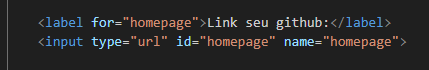 <label for="homepage">Link seu github:</label>
<input type="url" id="homepage" name="homepage">